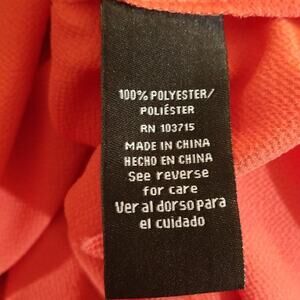 100% POLYESTER/
POLIÉSTER
RN 103715
MADE IN CHINA
HECHO EN CHINA
See reverse
for care
Ver al dorso para
el cuidado